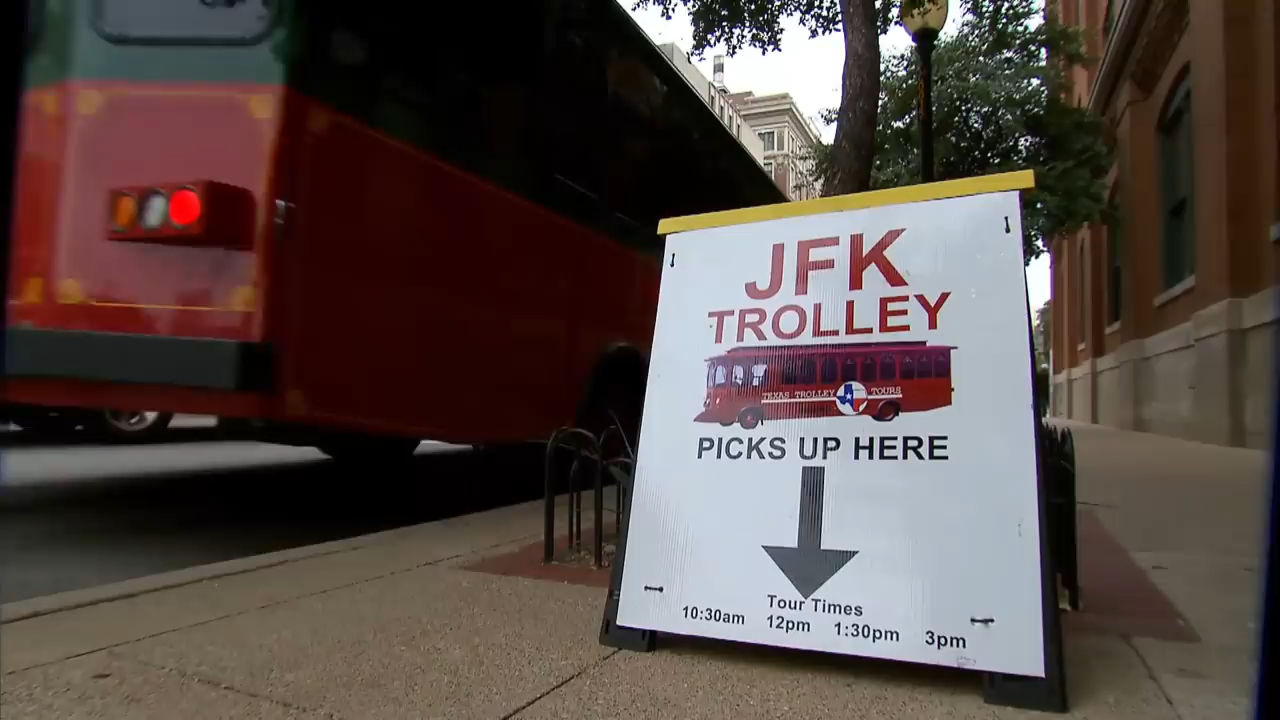 JFK
TROLLEY
TEXAS TROLLEY TOURS
PICKS UP HERE
Tour Times
10:30am 12pm 1:30pm 3pm